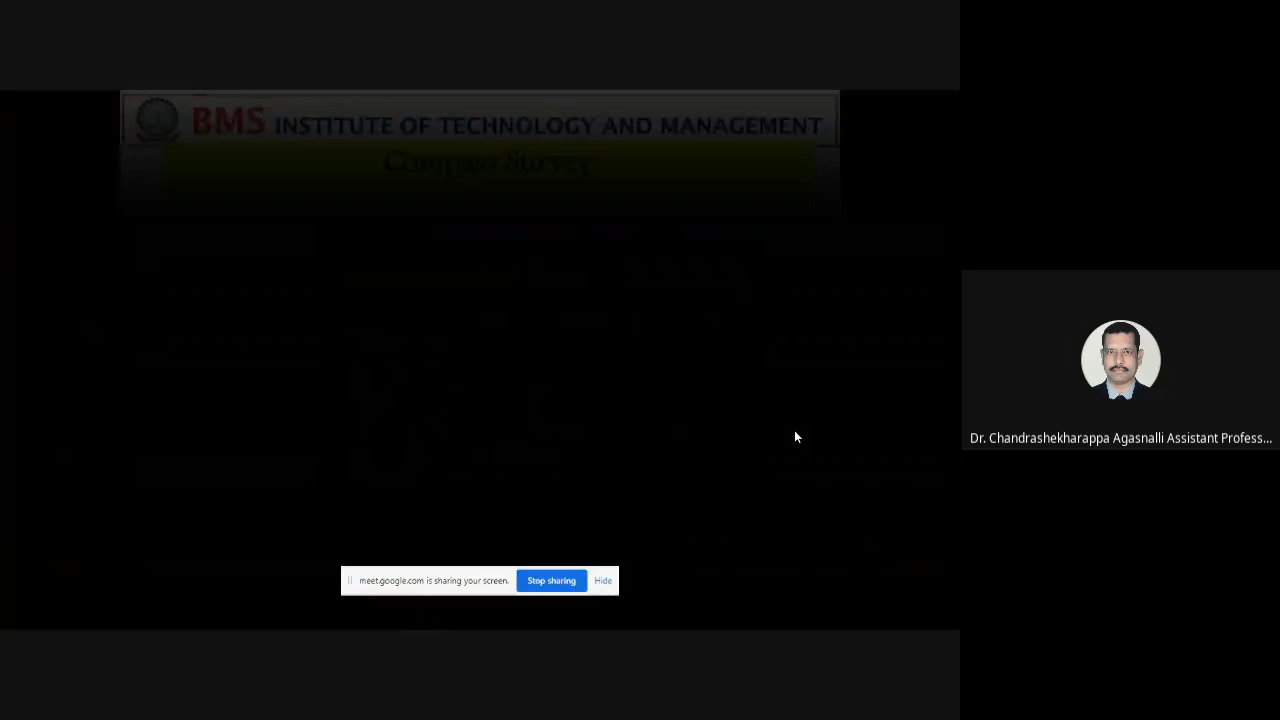 BMS INSTITUTE OF TECHNOLOGY AND MANAGEMENT
Compass Survey
meet.google.com is sharing your screen.
Stop sharing
Hide
Dr. Chandrashekharappa Agasnalli Assistant Profess...